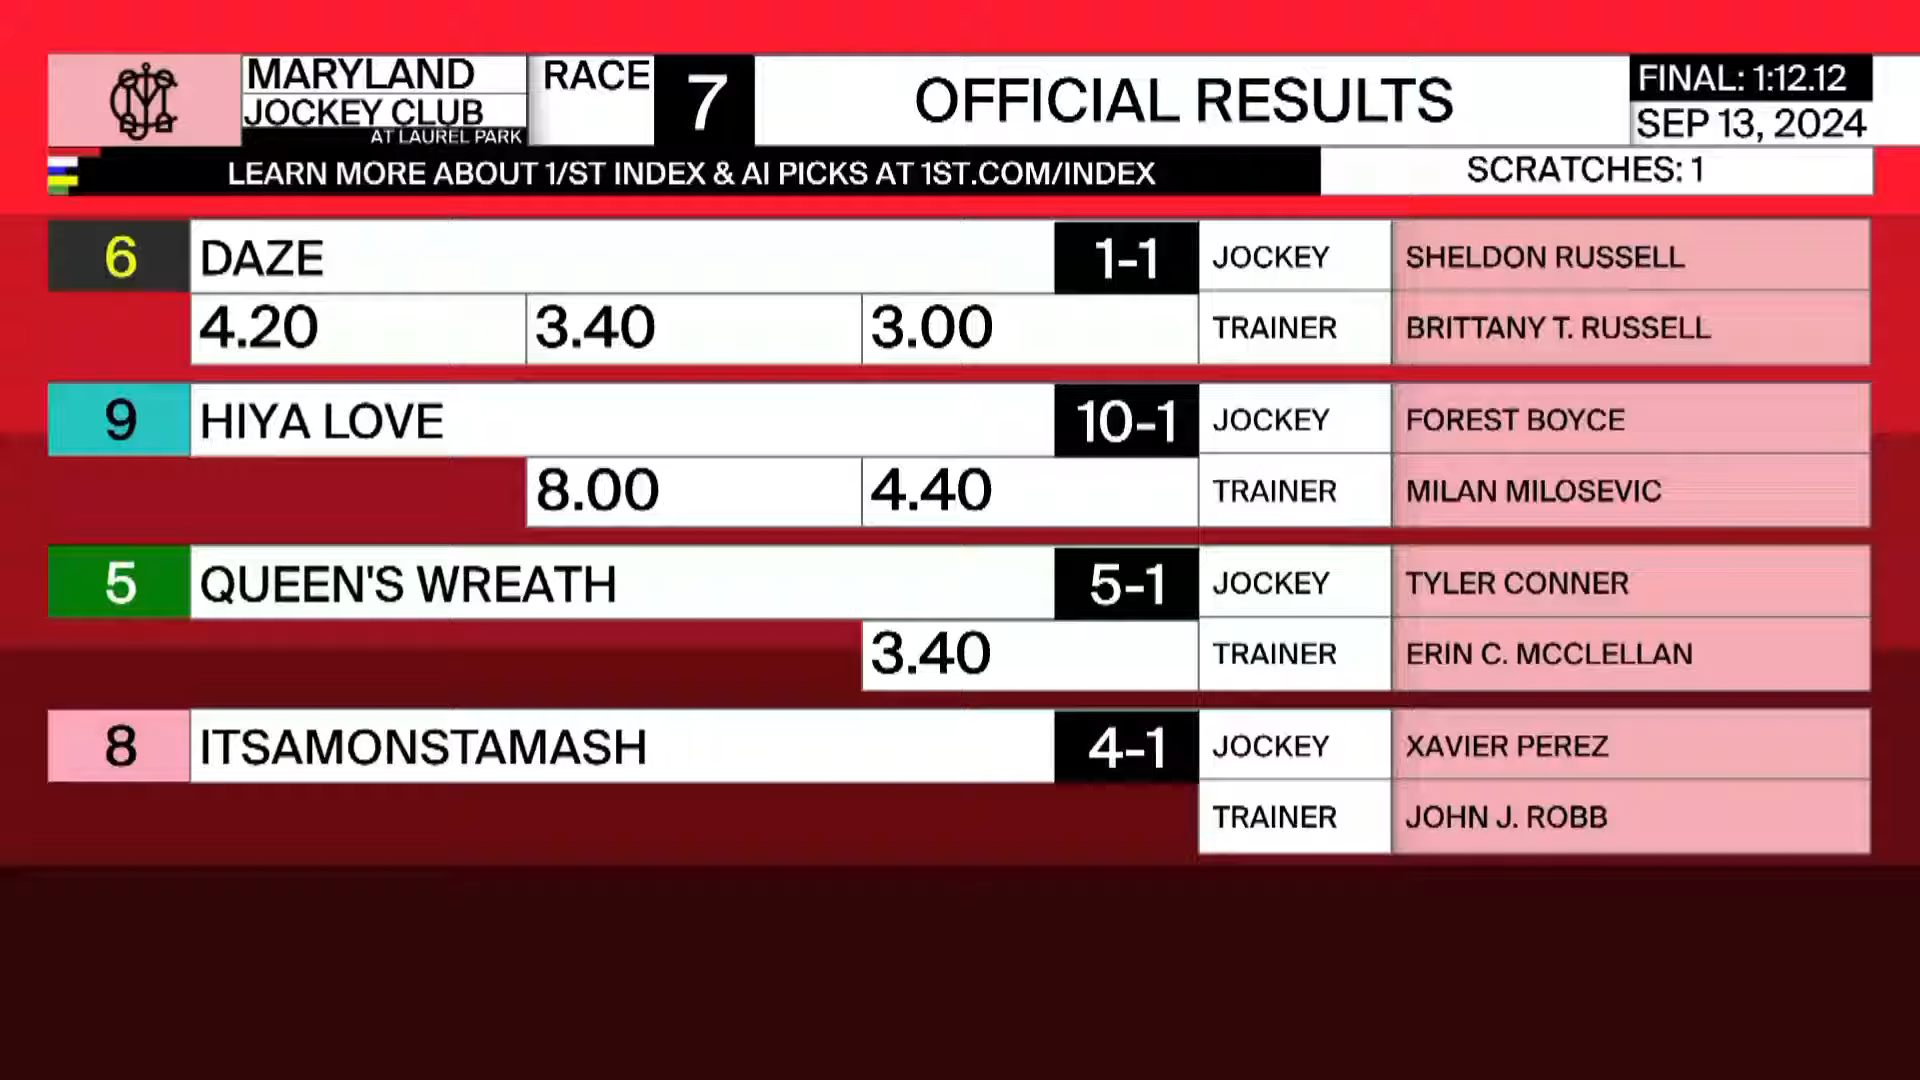 MARYLAND
JOCKEY CLUB
AT LAUREL PARK
RACE 7
OFFICIAL RESULTS
FINAL: 1:12.12
SEP 13, 2024
LEARN MORE ABOUT 1/ST INDEX & AI PICKS AT 1ST.COM/INDEX
SCRATCHES: 1
6 DAZE 1-1 JOCKEY SHELDON RUSSELL
4.20 3.40 3.00 TRAINER BRITTANY T. RUSSELL
9 HIYA LOVE 10-1 JOCKEY FOREST BOYCE
8.00 4.40 TRAINER MILAN MILOSEVIC
5 QUEEN'S WREATH 5-1 JOCKEY TYLER CONNER
3.40 TRAINER ERIN C. MCCLELLAN
8 ITSAMONSTAMASH 4-1 JOCKEY XAVIER PEREZ
TRAINER JOHN J. ROBB